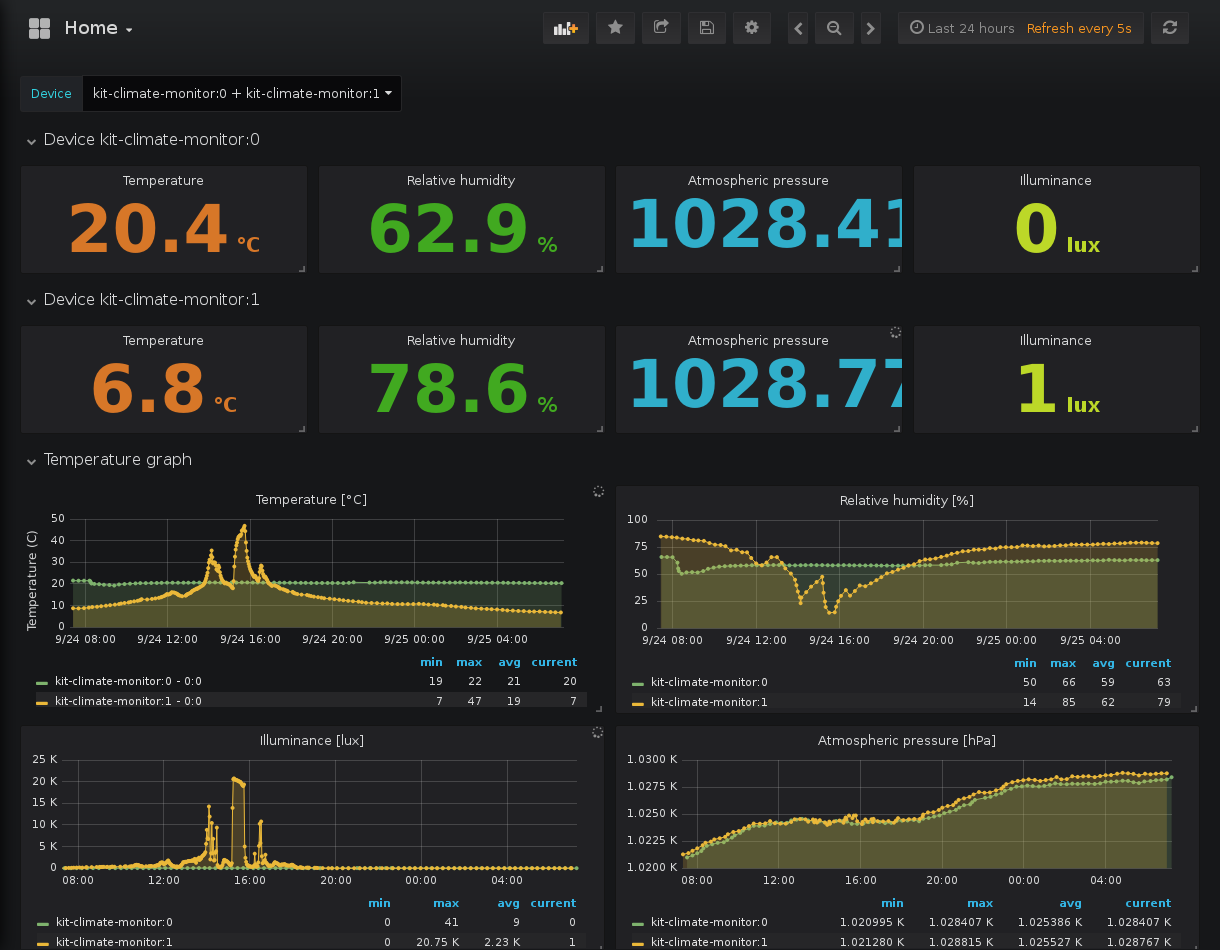 Home
Last 24 hours Refresh every 5s
Device kit-climate-monitor:0 + kit-climate-monitor:1
Device kit-climate-monitor:0
Temperature Relative humidity Atmospheric pressure Illuminance
20.4 °C 62.9 % 1028.41 0 lux
Device kit-climate-monitor:1
Temperature Relative humidity Atmospheric pressure Illuminance
6.8 °C 78.6 % 1028.77 1 lux
Temperature graph
Temperature [°C]
Temperature (C)
50
40
30
20
10
0
9/24 08:00 9/24 12:00 9/24 16:00 9/24 20:00 9/25 00:00 9/25 04:00
min max avg current
kit-climate-monitor:0 - 0:0 19 22 21 20
kit-climate-monitor:1 - 0:0 7 47 19 7
Relative humidity [%]
100
75
50
25
0
9/24 08:00 9/24 12:00 9/24 16:00 9/24 20:00 9/25 00:00 9/25 04:00
min max avg current
kit-climate-monitor:0 50 66 59 63
kit-climate-monitor:1 14 85 62 79
Illuminance [lux]
25 K
20 K
15 K
10 K
5 K
0
08:00 12:00 16:00 20:00 00:00 04:00
min max avg current
kit-climate-monitor:0 0 41 9 0
kit-climate-monitor:1 0 20.75 K 2.23 K 1
Atmospheric pressure [hPa]
1.0300 K
1.0275 K
1.0250 K
1.0225 K
1.0200 K
08:00 12:00 16:00 20:00 00:00 04:00
min max avg current
kit-climate-monitor:0 1.020995 K 1.028407 K 1.025386 K 1.028407 K
kit-climate-monitor:1 1.021280 K 1.028815 K 1.025527 K 1.028767 K